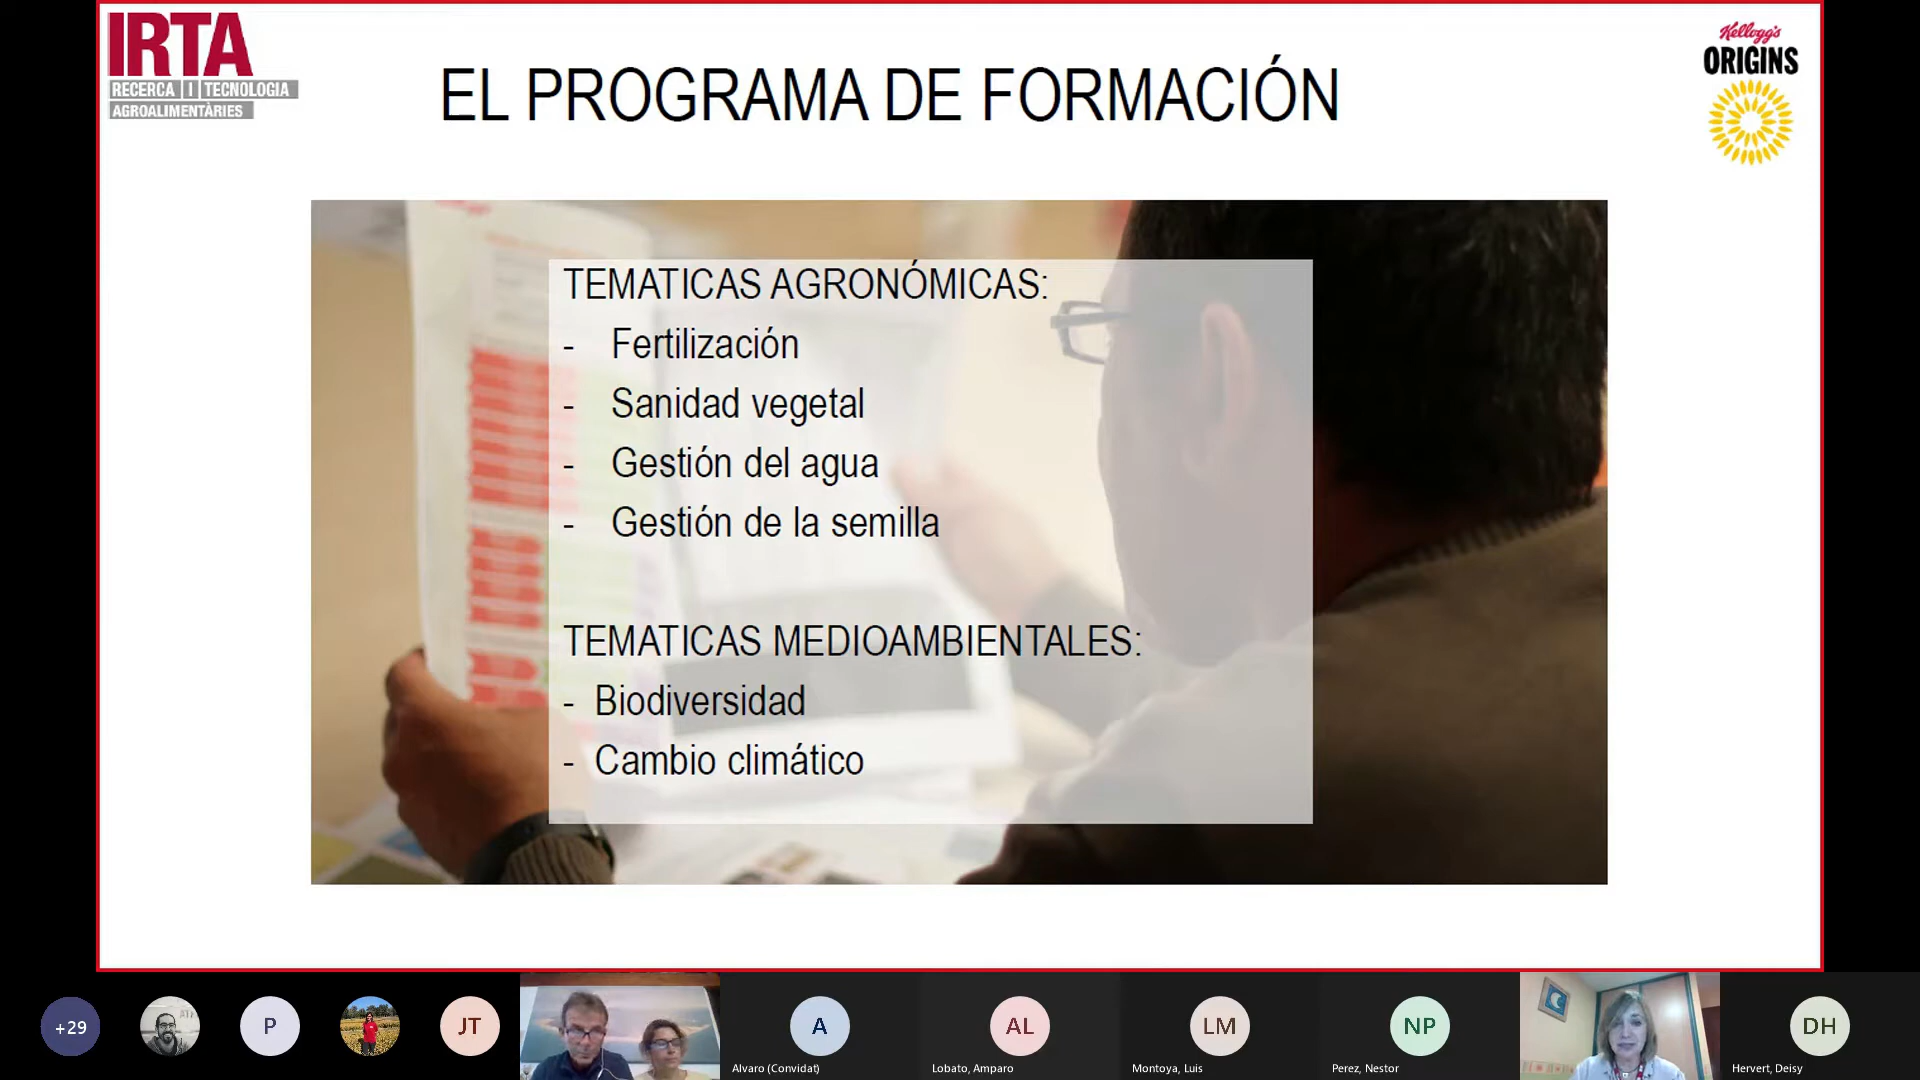 IRTA
RECERCA | I | TECNOLOGIA
AGROALIMENTÀRIES
Kellogg's
ORIGINS
EL PROGRAMA DE FORMACIÓN
TEMATICAS AGRONÓMICAS:
- Fertilización
- Sanidad vegetal
- Gestión del agua
- Gestión de la semilla
TEMATICAS MEDIOAMBIENTALES:
- Biodiversidad
- Cambio climático
+29
P
JT
A
AL
LM
NP
DH
Alvaro (Convidat)
Lobato, Amparo
Montoya, Luis
Perez, Nestor
Hervert, Deisy